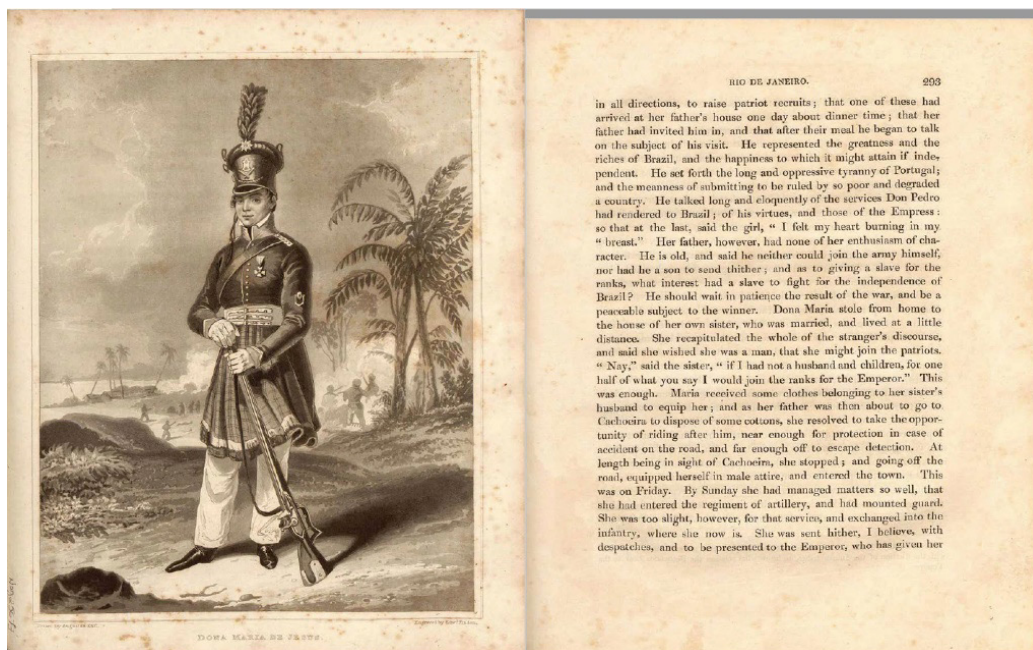 DONA MARIA DE JESUS.
RIO DE JANEIRO. 293
in all directions, to raise patriot recruits; that one of these had
arrived at her father's house one day about dinner time; that her
father had invited him in, and that after their meal he began to talk
on the subject of his visit. He represented the greatness and the
riches of Brazil, and the happiness to which it might attain if inde-
pendent. He set forth the long and oppressive tyranny of Portugal;
and the meanness of submitting to be ruled by so poor and degraded
a country. He talked long and eloquently of the services Don Pedro
had rendered to Brazil; of his virtues, and those of the Empress:
so that at the last, said the girl, " I felt my heart burning in my
" breast." Her father, however, had none of her enthusiasm of cha-
racter. He is old, and said he neither could join the army himself,
nor had he a son to send thither; and as to giving a slave for the
ranks, what interest had a slave to fight for the independence of
Brazil? He should wait in patience the result of the war, and be a
peaceable subject to the winner. Dona Maria stole from home to
the house of her own sister, who was married, and lived at a little
distance. She recapitulated the whole of the stranger's discourse,
and said she wished she was a man, that she might join the patriots.
" Nay," said the sister, " if I had not a husband and children, for one
half of what you say I would join the ranks for the Emperor." This
was enough. Maria received some clothes belonging to her sister's
husband to equip her; and as her father was then about to go to
Cachoeira to dispose of some cottons, she resolved to take the oppor-
tunity of riding after him, near enough for protection in case of
accident on the road, and far enough off to escape detection. At
length being in sight of Cachoeira, she stopped; and going off the
road, equipped herself in male attire, and entered the town. This
was on Friday. By Sunday she had managed matters so well, that
she had entered the regiment of artillery, and had mounted guard.
She was too slight, however, for that service, and exchanged into the
infantry, where she now is. She was sent hither, I believe, with
despatches, and to be presented to the Emperor, who has given her